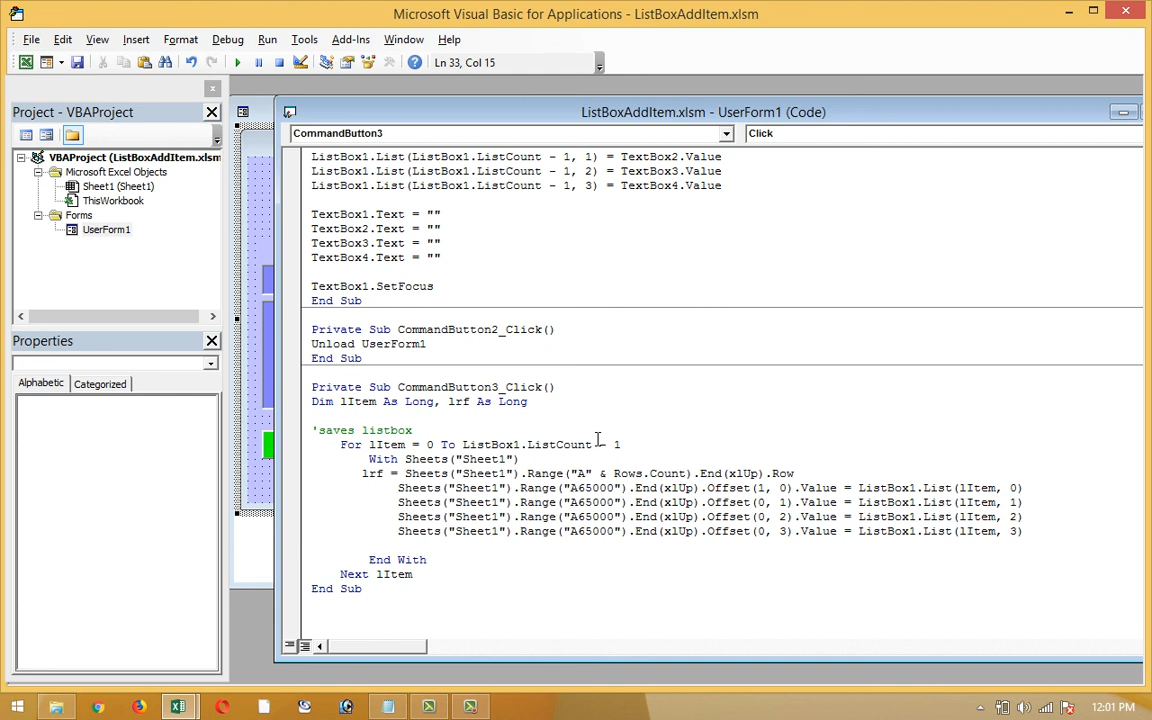 Microsoft Visual Basic for Applications - ListBoxAddItem.xlsm
File Edit View Insert Format Debug Run Tools Add-Ins Window Help
Ln 33, Col 15
Project - VBAProject
VBAProject (ListBoxAddItem.xlsm
Microsoft Excel Objects
Sheet1 (Sheet1)
ThisWorkbook
Forms
UserForm1
Properties
Alphabetic Categorized
ListBoxAddItem.xlsm - UserForm1 (Code)
CommandButton3 Click
ListBox1.List(ListBox1.ListCount - 1, 1) = TextBox2.Value
ListBox1.List(ListBox1.ListCount - 1, 2) = TextBox3.Value
ListBox1.List(ListBox1.ListCount - 1, 3) = TextBox4.Value
TextBox1.Text = ""
TextBox2.Text = ""
TextBox3.Text = ""
TextBox4.Text = ""
TextBox1.SetFocus
End Sub
Private Sub CommandButton2_Click()
Unload UserForm1
End Sub
Private Sub CommandButton3_Click()
Dim lItem As Long, lrf As Long
'saves listbox
For lItem = 0 To ListBox1.ListCount - 1
With Sheets("Sheet1")
lrf = Sheets("Sheet1").Range("A" & Rows.Count).End(xlUp).Row
Sheets("Sheet1").Range("A65000").End(xlUp).Offset(1, 0).Value = ListBox1.List(lItem, 0)
Sheets("Sheet1").Range("A65000").End(xlUp).Offset(0, 1).Value = ListBox1.List(lItem, 1)
Sheets("Sheet1").Range("A65000").End(xlUp).Offset(0, 2).Value = ListBox1.List(lItem, 2)
Sheets("Sheet1").Range("A65000").End(xlUp).Offset(0, 3).Value = ListBox1.List(lItem, 3)
End With
Next lItem
End Sub
12:01 PM